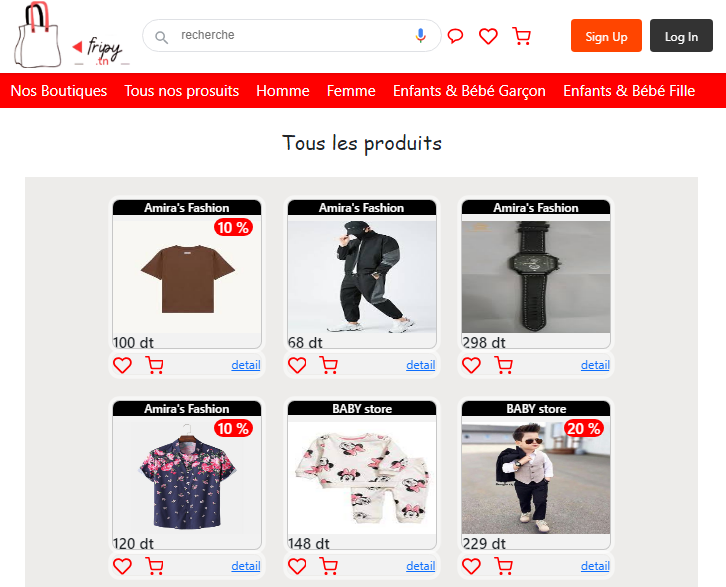 fripy
.tn
recherche
Sign Up
Log In
Nos Boutiques
Tous nos prosuits
Homme
Femme
Enfants & Bébé Garçon
Enfants & Bébé Fille
Tous les produits
Amira's Fashion
10 %
100 dt
detail
Amira's Fashion
68 dt
detail
Amira's Fashion
298 dt
detail
Amira's Fashion
10 %
120 dt
detail
BABY store
148 dt
detail
BABY store
20 %
229 dt
detail